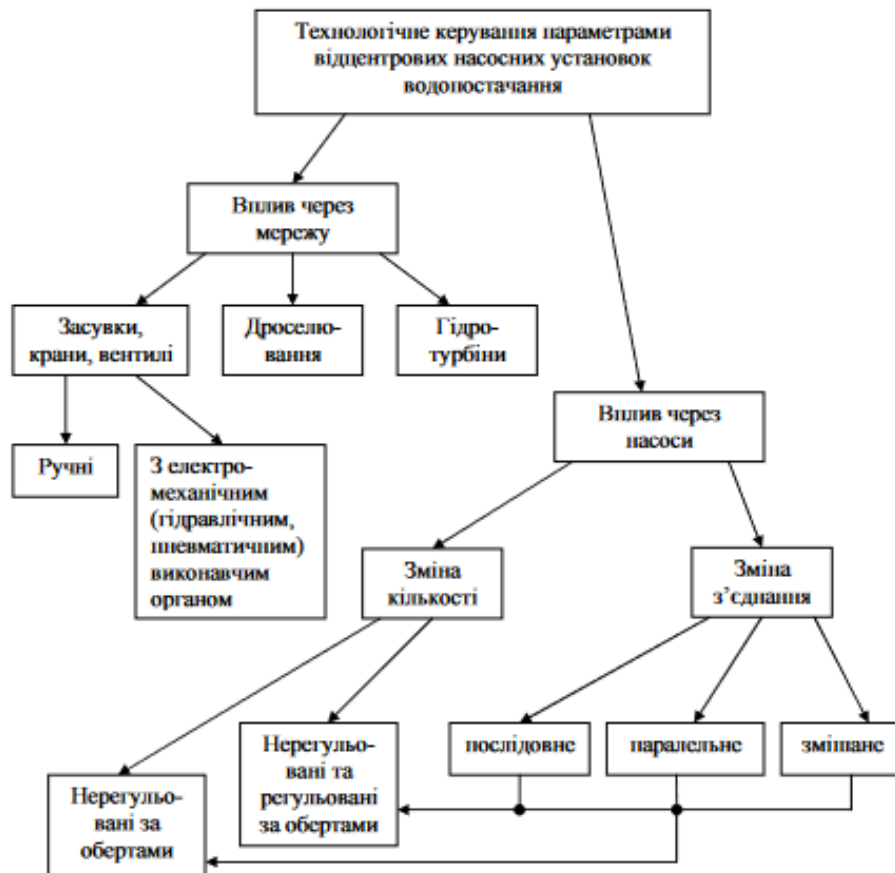 Технологічне керування параметрами
відцентрових насосних установок
водопостачання
Вплив через
мережу
Засувки,
крани, вентилі
Дроселю-
вання
Гідро-
турбіни
Вплив через
насоси
Ручні
З електро-
механічним
(гідравлічним,
пневматичним)
виконавчим
органом
Зміна
кількості
Зміна
з’єднання
Нерегульо-
вані та
регульовані
за обертами
послідовне
паралельне
змішане
Нерегульо-
вані за
обертами